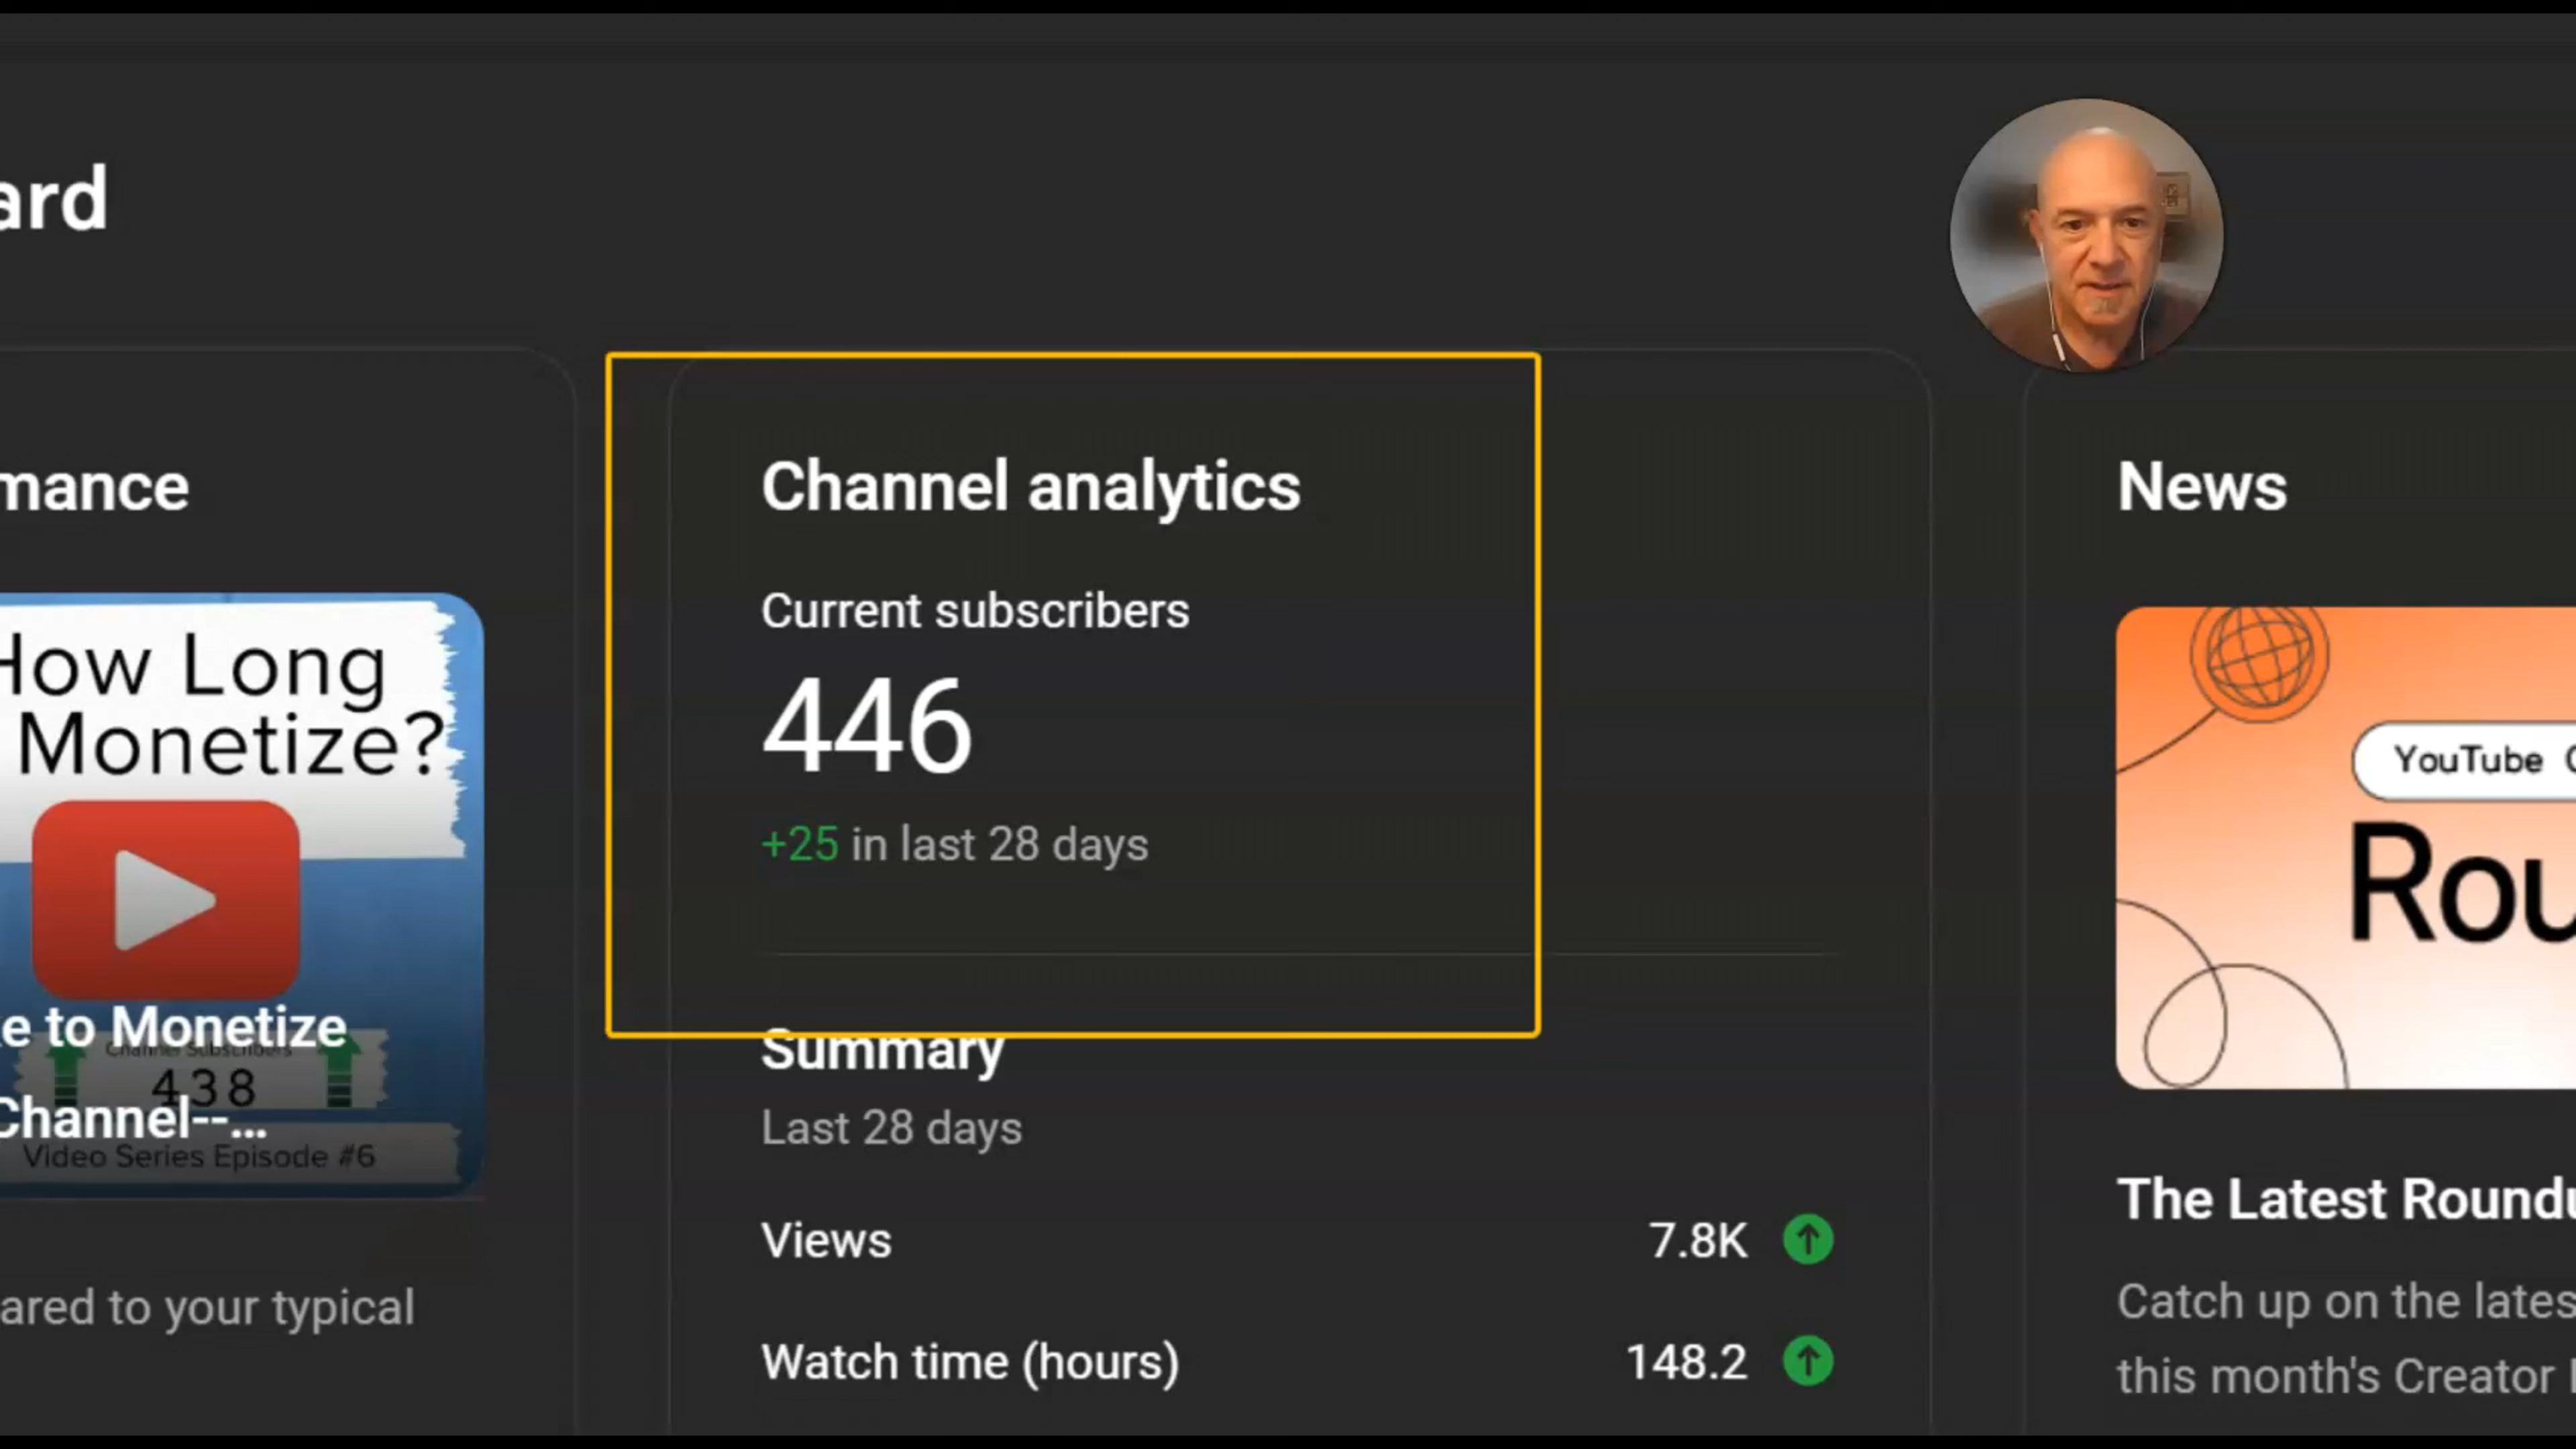 ard
mance
How Long
Monetize?
e to Monetize
Channel Subscribers
438
Channel--...
Video Series Episode #6
ared to your typical
Channel analytics
Current subscribers
446
+25 in last 28 days
Summary
Last 28 days
Views 7.8K
Watch time (hours) 148.2
News
YouTube
Rou
The Latest Roundu
Catch up on the lates
this month's Creator